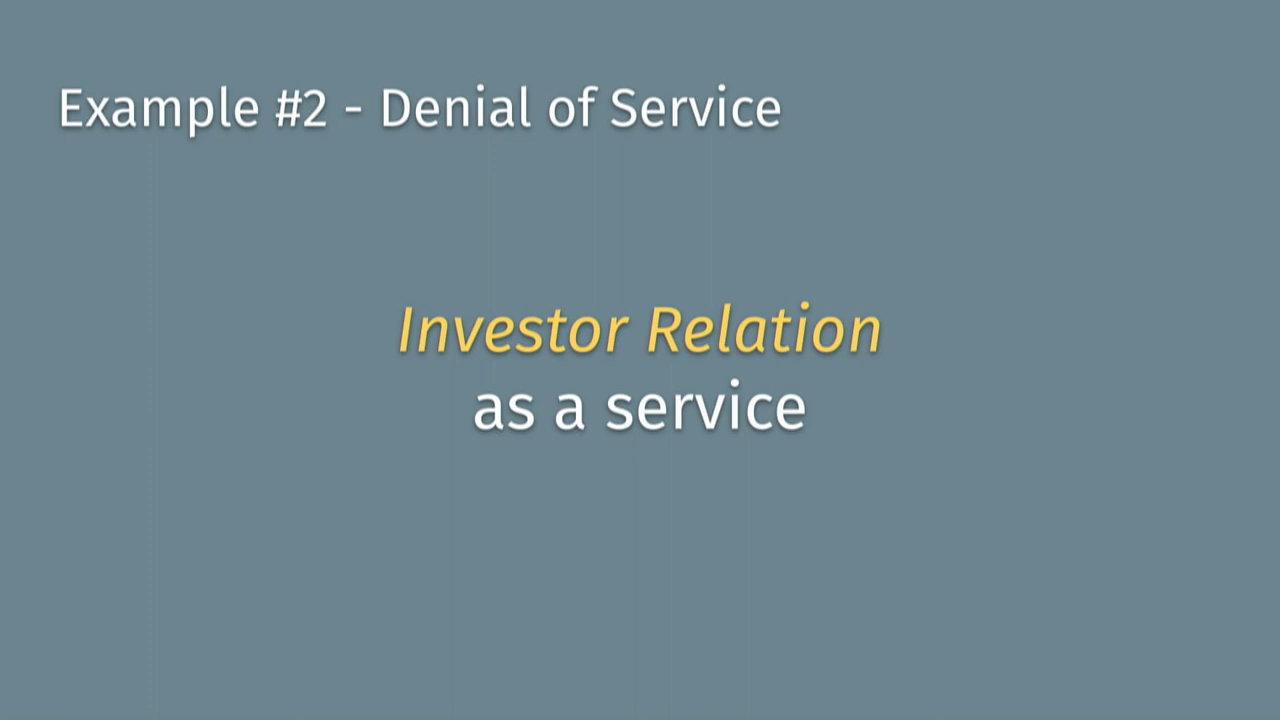 Example #2 - Denial of Service
Investor Relation
as a service